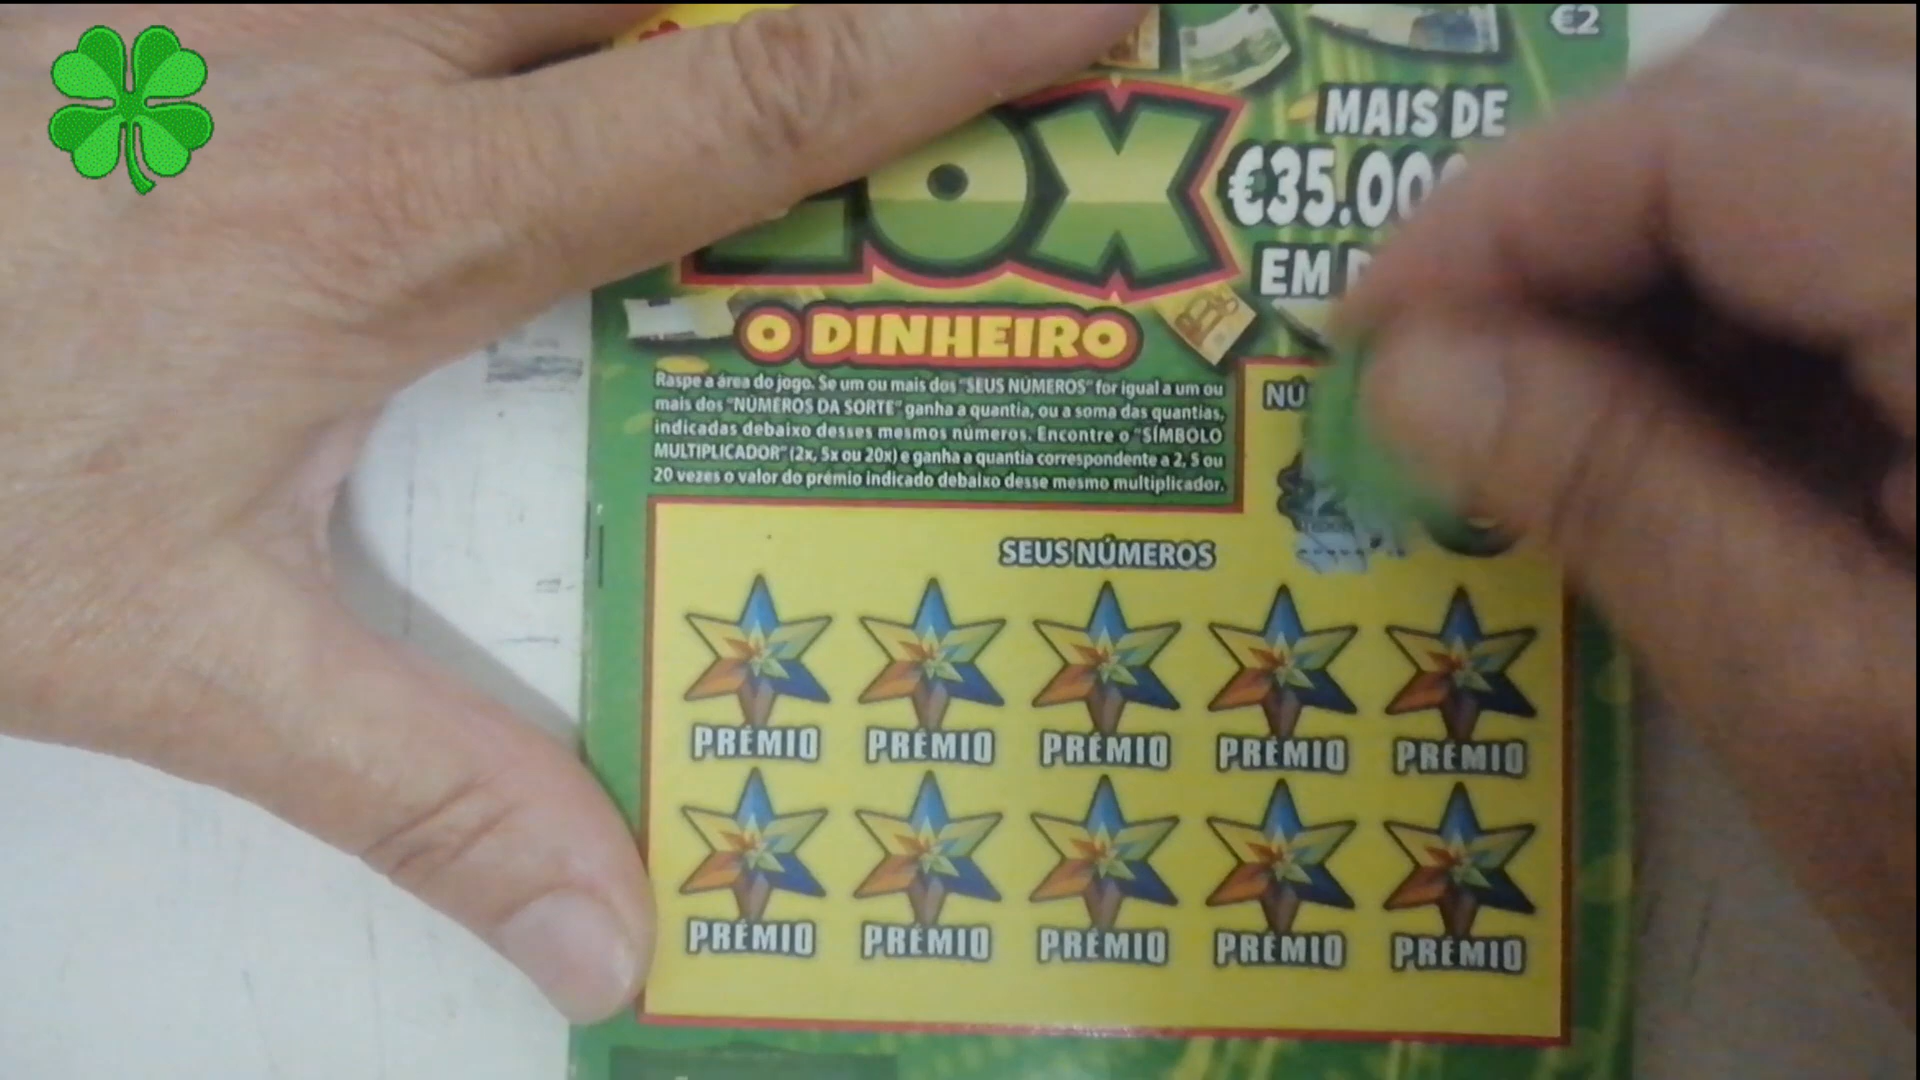 €2
MAIS DE
€35.00
EM
20X
O DINHEIRO
Raspe a área do jogo. Se um ou mais dos "SEUS NÚMEROS" for igual a um ou
mais dos "NÚMEROS DA SORTE" ganha a quantia, ou a soma das quantias,
indicadas debaixo desses mesmos números. Encontre o "SÍMBOLO
MULTIPLICADOR" (2x, 5x ou 20x) e ganha a quantia correspondente a 2, 5 ou
20 vezes o valor do prémio indicado debaixo desse mesmo multiplicador.
NÚ
SEUS NÚMEROS
PRÉMIO PRÉMIO PRÉMIO PRÉMIO PRÉMIO
PRÉMIO PRÉMIO PRÉMIO PRÉMIO PRÉMIO